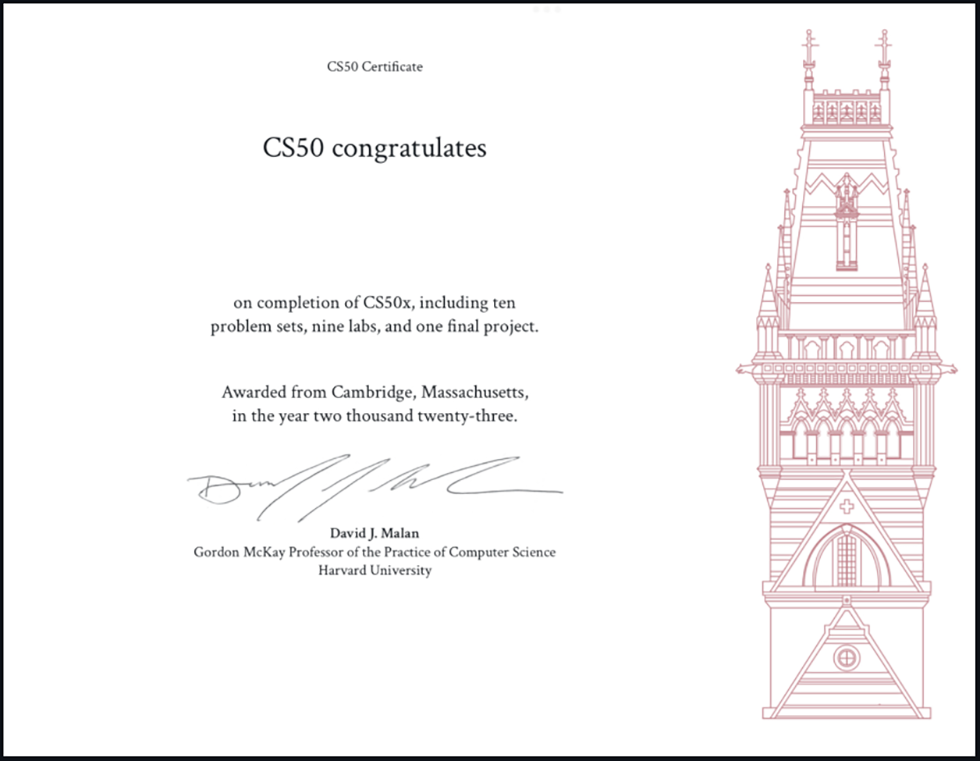 CS50 Certificate
CS50 congratulates
on completion of CS50x, including ten
problem sets, nine labs, and one final project.
Awarded from Cambridge, Massachusetts,
in the year two thousand twenty-three.
David J. Malan
Gordon McKay Professor of the Practice of Computer Science
Harvard University